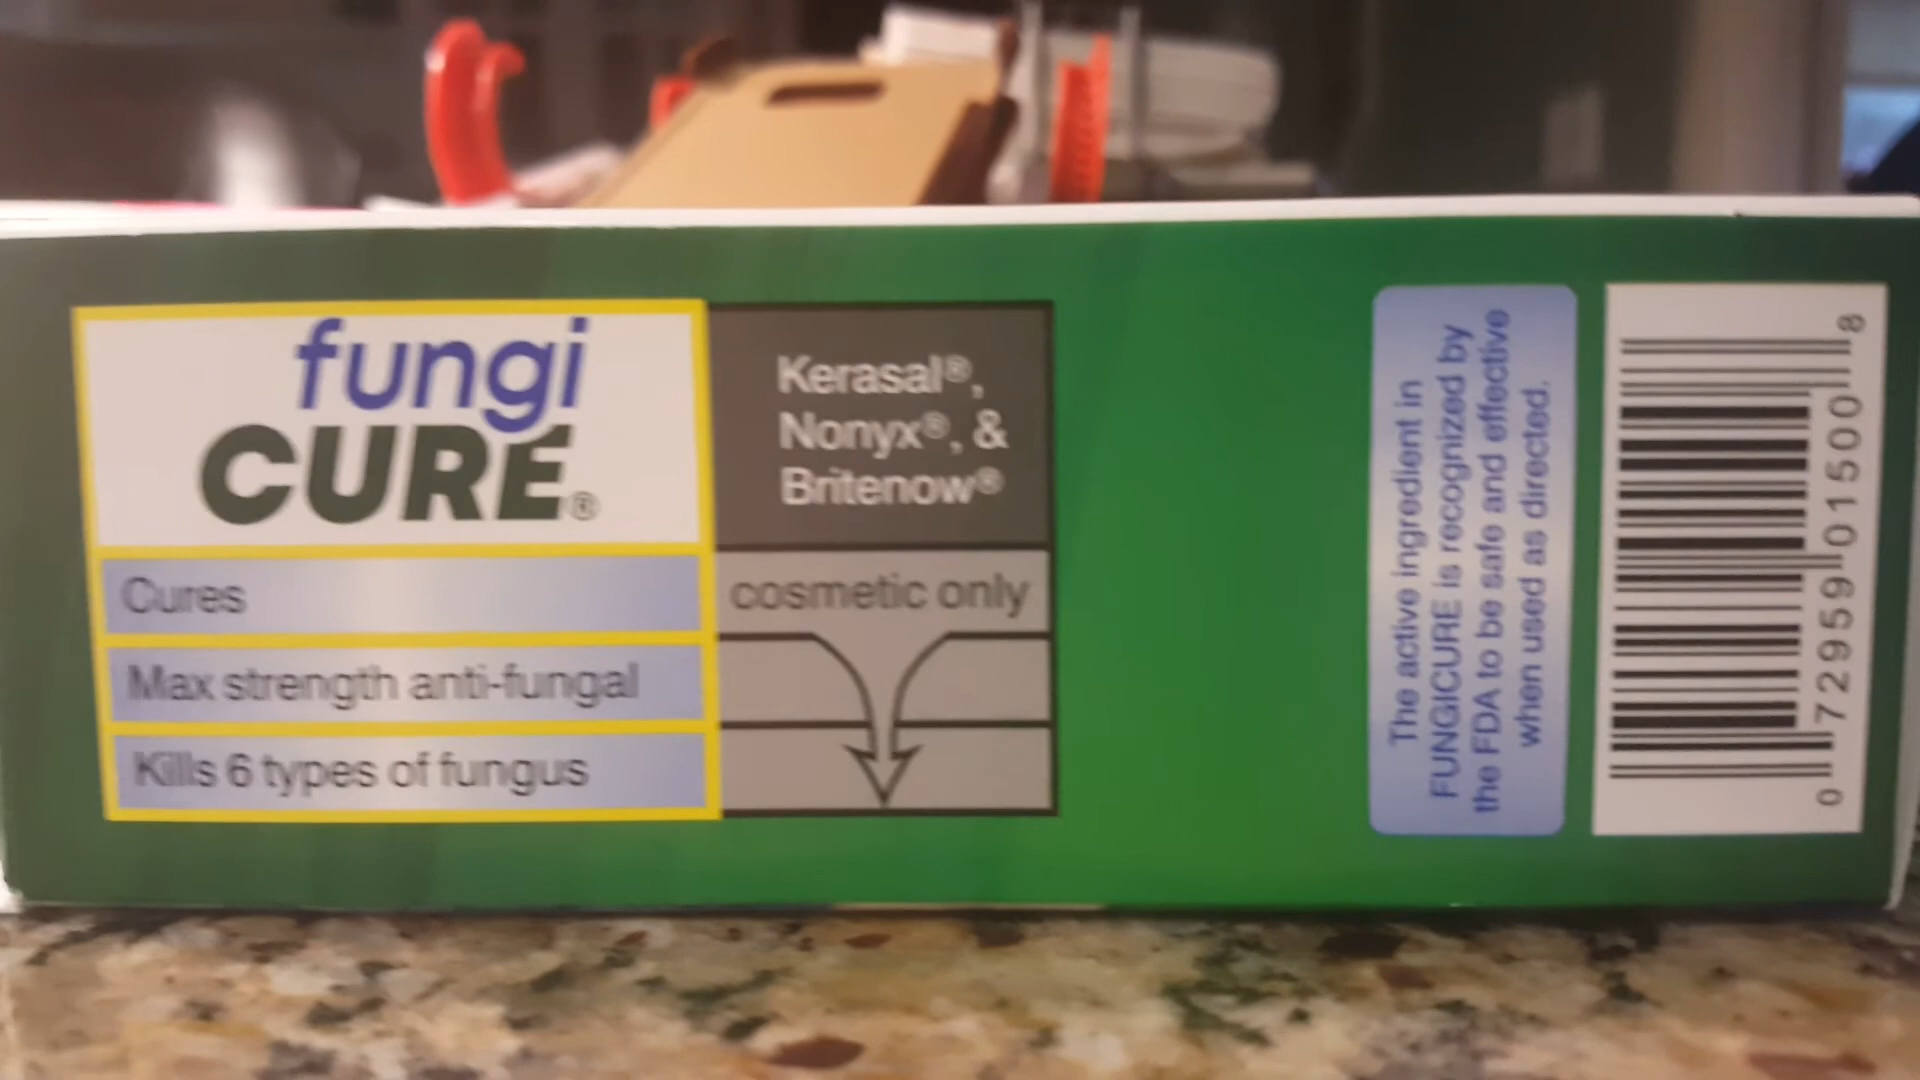 fungi
CURE®
Kerasal®,
Nonyx®, &
Britenow®
Cures
cosmetic only
Max strength anti-fungal
Kills 6 types of fungus
The active ingredient in
FUNGICURE is recognized by
the FDA to be safe and effective
when used as directed.
0 72959 01500 8